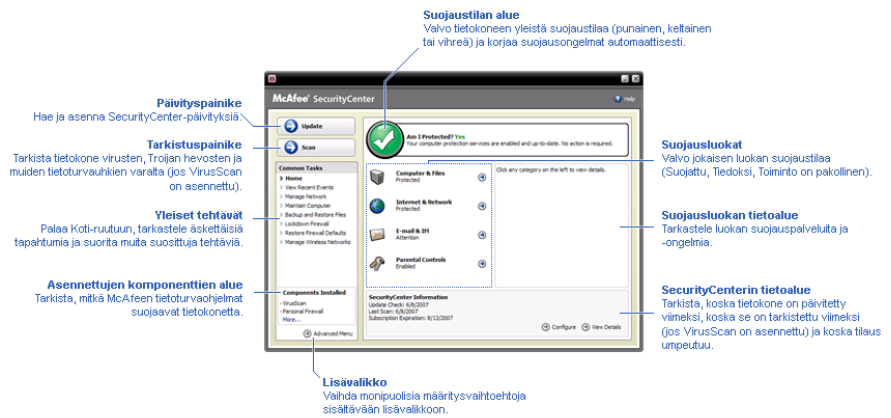 Suojaustilan alue
Valvo tietokoneen yleistä suojaustilaa (punainen, keltainen
tai vihreä) ja korjaa suojausongelmat automaattisesti.
Päivityspainike
Hae ja asenna SecurityCenter-päivityksiä.
Tarkistuspainike
Tarkista tietokone virusten, Troijan hevosten ja
muiden tietoturvauhkien varalta (jos VirusScan
on asennettu).
Yleiset tehtävät
Palaa Koti-ruutuun, tarkastele äskettäisiä
tapahtumia ja suorita muita suosittuja tehtäviä.
Asennettujen komponenttien alue
Tarkista, mitkä McAfeen tietoturvaohjelmat
suojaavat tietokonetta.
McAfee® SecurityCenter
Help
Update
Scan
Common Tasks
Home
View Recent Events
Manage Network
Maintain Computer
Backup and Restore Files
Lockdown Firewall
Restore Firewall Defaults
Manage Wireless Networks
Components Installed
- VirusScan
- Personal Firewall
More...
Advanced Menu
Am I Protected? Yes
Your computer protection services are enabled and up-to-date. No action is required.
Computer & Files
Protected
Internet & Network
Protected
E-mail & IM
Attention
Parental Controls
Enabled
Click any category on the left to view details.
SecurityCenter Information
Update Check: 6/8/2007
Last Scan: 6/8/2007
Subscription Expiration: 8/13/2007
Configure
View Details
Suojausluokat
Valvo jokaisen luokan suojaustilaa
(Suojattu, Tiedoksi, Toiminto on pakollinen).
Suojausluokan tietoalue
Tarkastele luokan suojauspalveluita ja
-ongelmia.
SecurityCenterin tietoalue
Tarkista, koska tietokone on päivitetty
viimeksi, koska se on tarkistettu viimeksi
(jos VirusScan on asennettu) ja koska tilaus
umpeutuu.
Lisävalikko
Vaihda monipuolisia määritysvaihtoehtoja
sisältävään lisävalikkoon.